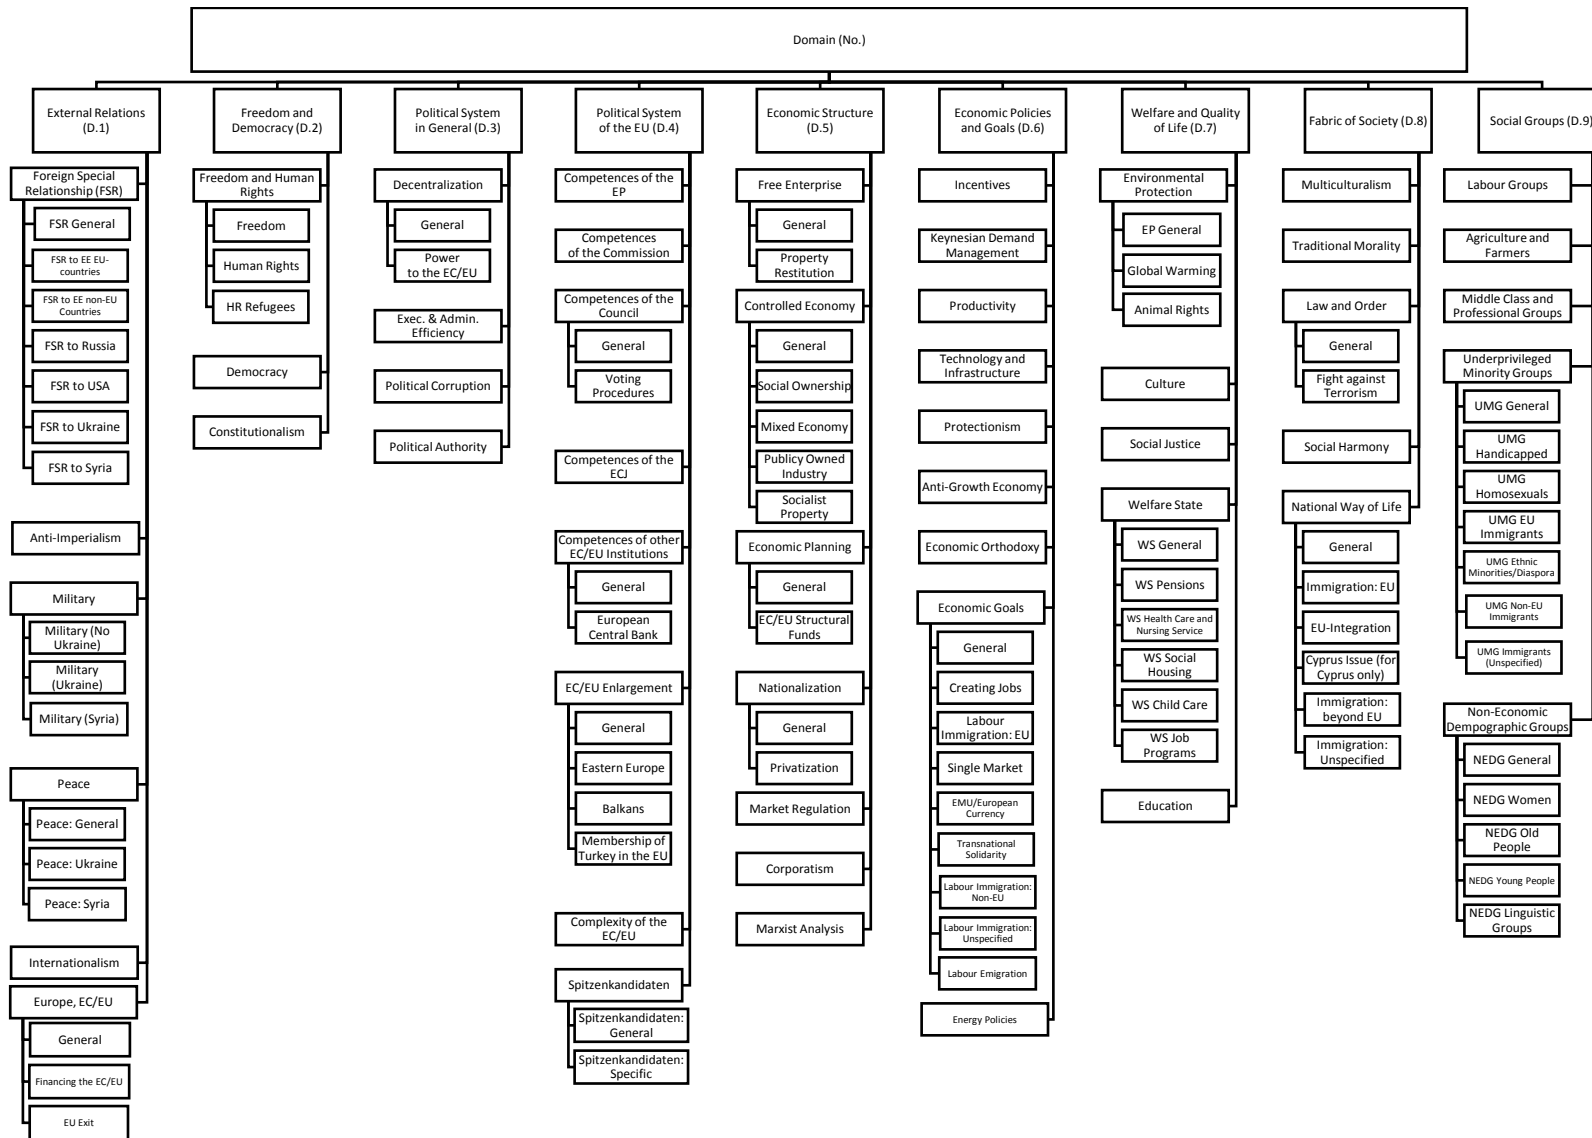 Domain (No.)
External Relations
(D.1)
Foreign Special
Relationship (FSR)
FSR General
FSR to EE EU-
countries
FSR to EE non-EU
Countries
FSR to Russia
FSR to USA
FSR to Ukraine
FSR to Syria
Anti-Imperialism
Military
Military (No
Ukraine)
Military
(Ukraine)
Military (Syria)
Peace
Peace: General
Peace: Ukraine
Peace: Syria
Internationalism
Europe, EC/EU
General
Financing the EC/EU
EU Exit
Freedom and
Democracy (D.2)
Freedom and Human
Rights
Freedom
Human Rights
HR Refugees
Democracy
Constitutionalism
Political System
in General (D.3)
Decentralization
General
Power
to the EC/EU
Exec. & Admin.
Efficiency
Political Corruption
Political Authority
Political System
of the EU (D.4)
Competences of the
EP
Competences
of the Commission
Competences of the
Council
General
Voting
Procedures
Competences of the
ECJ
Competences of other
EC/EU Institutions
General
European
Central Bank
EC/EU Enlargement
General
Eastern Europe
Balkans
Membership of
Turkey in the EU
Complexity of the
EC/EU
Spitzenkandidaten
Spitzenkandidaten:
General
Spitzenkandidaten:
Specific
Economic Structure
(D.5)
Free Enterprise
General
Property
Restitution
Controlled Economy
General
Social Ownership
Mixed Economy
Publicy Owned
Industry
Socialist
Property
Economic Planning
General
EC/EU Structural
Funds
Nationalization
General
Privatization
Market Regulation
Corporatism
Marxist Analysis
Economic Policies
and Goals (D.6)
Incentives
Keynesian Demand
Management
Productivity
Technology and
Infrastructure
Protectionism
Anti-Growth Economy
Economic Orthodoxy
Economic Goals
General
Creating Jobs
Labour
Immigration: EU
Single Market
EMU/European
Currency
Transnational
Solidarity
Labour Immigration:
Non-EU
Labour Immigration:
Unspecified
Labour Emigration
Energy Policies
Welfare and Quality
of Life (D.7)
Environmental
Protection
EP General
Global Warming
Animal Rights
Culture
Social Justice
Welfare State
WS General
WS Pensions
WS Health Care and
Nursing Service
WS Social
Housing
WS Child Care
WS Job
Programs
Education
Fabric of Society (D.8)
Multiculturalism
Traditional Morality
Law and Order
General
Fight against
Terrorism
Social Harmony
National Way of Life
General
Immigration: EU
EU-Integration
Cyprus Issue (for
Cyprus only)
Immigration:
beyond EU
Immigration:
Unspecified
Social Groups (D.9)
Labour Groups
Agriculture and
Farmers
Middle Class and
Professional Groups
Underprivileged
Minority Groups
UMG General
UMG
Handicapped
UMG
Homosexuals
UMG EU
Immigrants
UMG Ethnic
Minorities/Diaspora
UMG Non-EU
Immigrants
UMG Immigrants
(Unspecified)
Non-Economic
Dempographic Groups
NEDG General
NEDG Women
NEDG Old
People
NEDG Young People
NEDG Linguistic
Groups